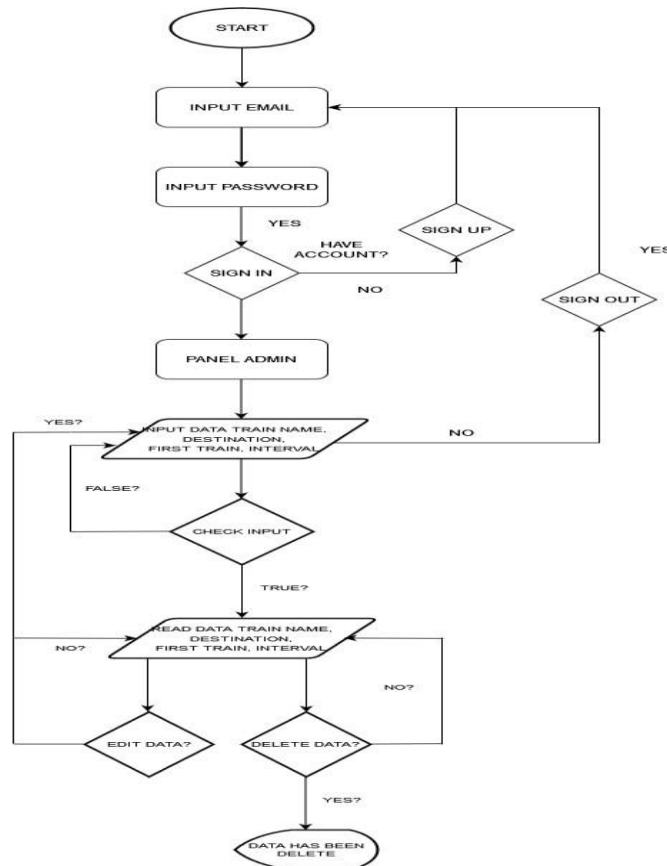 START
INPUT EMAIL
INPUT PASSWORD
YES
SIGN UP
HAVE
ACCOUNT?
YES
SIGN IN
NO
SIGN OUT
PANEL ADMIN
YES?
INPUT DATA TRAIN NAME,
DESTINATION,
FIRST TRAIN, INTERVAL
NO
FALSE?
CHECK INPUT
TRUE?
READ DATA TRAIN NAME,
DESTINATION,
FIRST TRAIN, INTERVAL
NO?
NO?
EDIT DATA?
DELETE DATA?
YES?
DATA HAS BEEN
DELETE